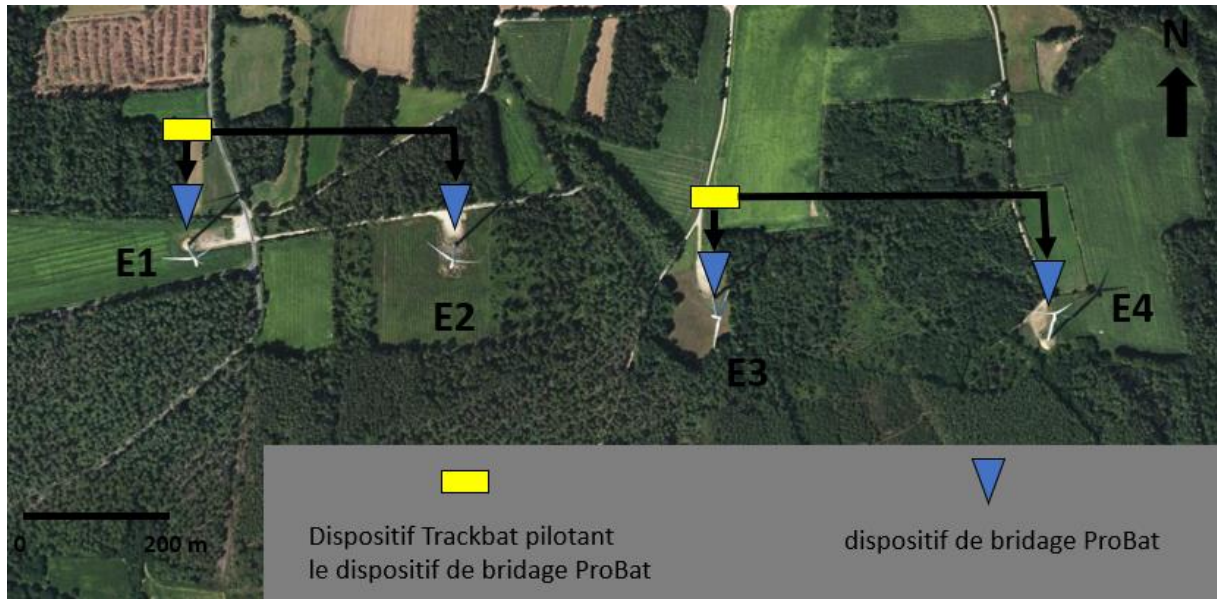 N
E1
E2
E3
E4
0 200 m
Dispositif Trackbat pilotant
le dispositif de bridage ProBat
dispositif de bridage ProBat